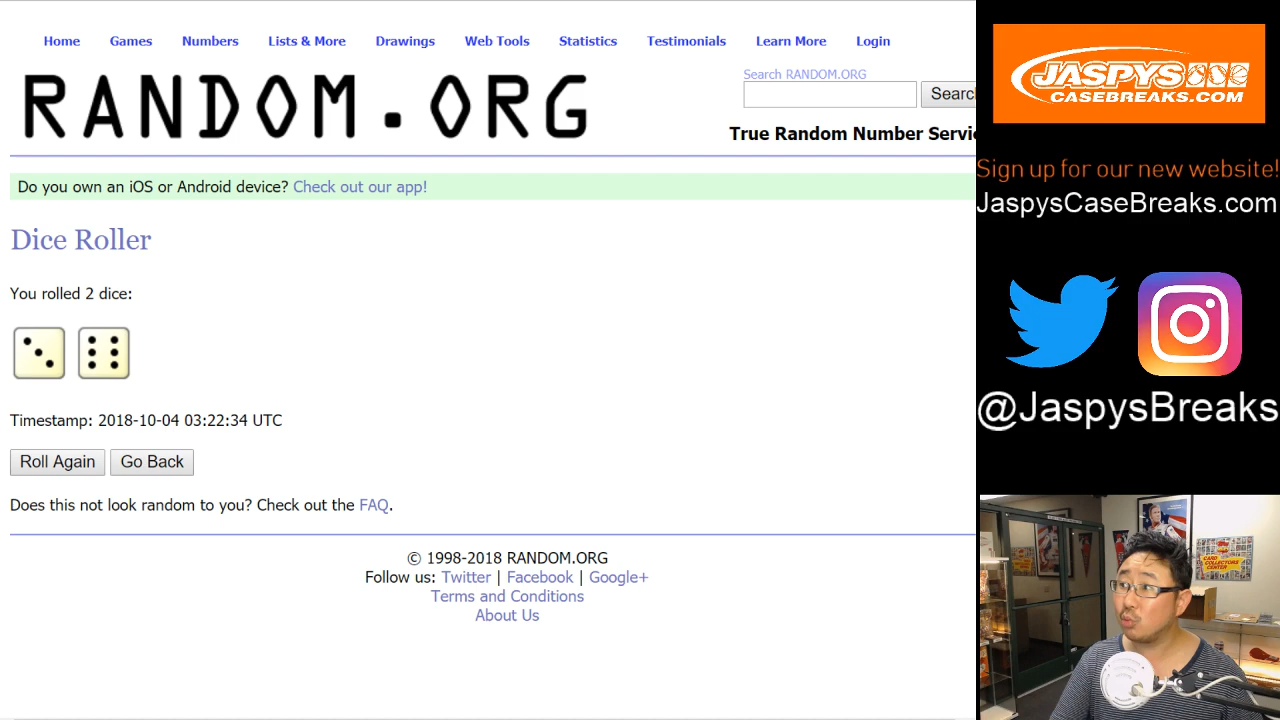 Home Games Numbers Lists & More Drawings Web Tools Statistics Testimonials Learn More Login
RANDOM.ORG
Search RANDOM.ORG
Searc
True Random Number Servi
Do you own an iOS or Android device? Check out our app!
Dice Roller
You rolled 2 dice:
Timestamp: 2018-10-04 03:22:34 UTC
Roll Again Go Back
Does this not look random to you? Check out the FAQ.
© 1998-2018 RANDOM.ORG
Follow us: Twitter | Facebook | Google+
Terms and Conditions
About Us
JASPYS
CASEBREAKS.COM
Sign up for our new website!
JaspysCaseBreaks.com
@JaspysBreaks
topps
CARD
COLLECTORS
CENTER